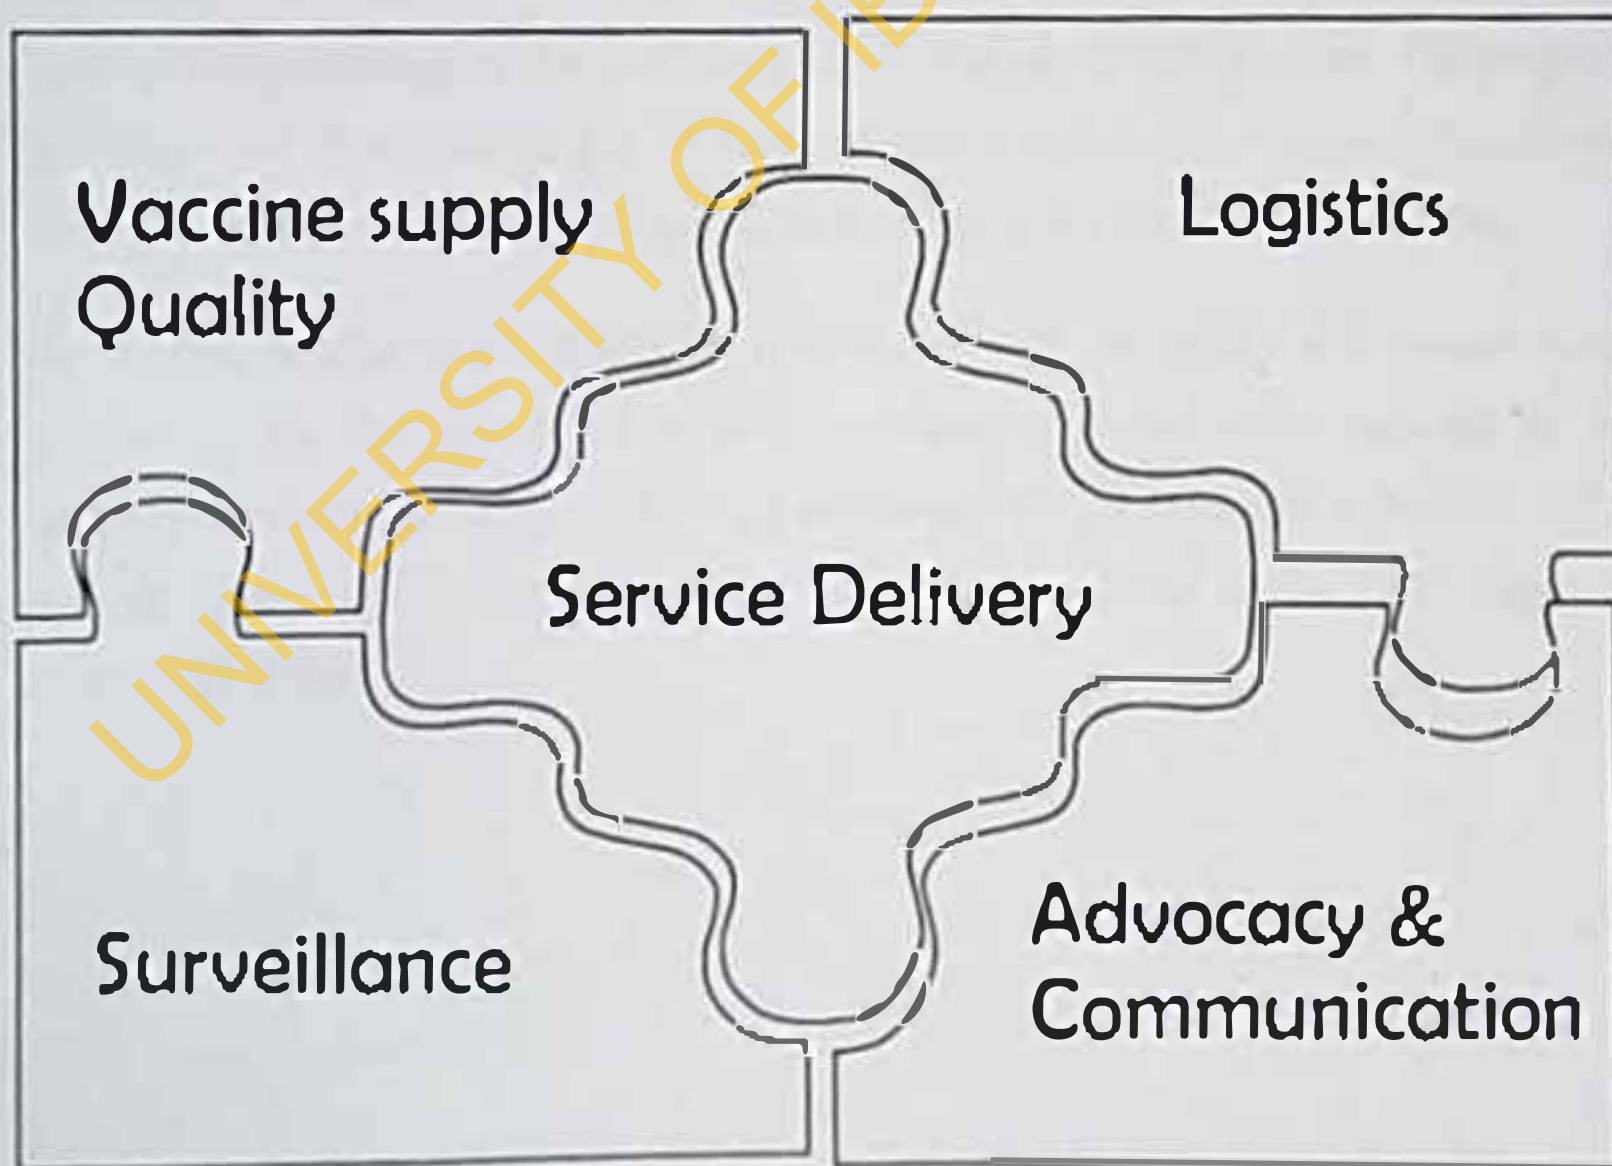 Vaccine supply
Quality
Logistics
Service Delivery
Surveillance
Advocacy &
Communication
UNIVERSITY OF